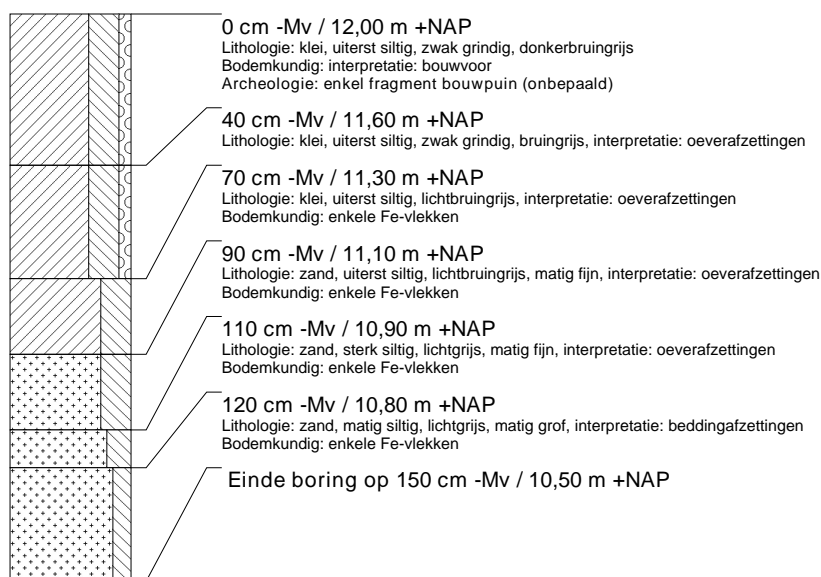 0 cm -Mv / 12,00 m +NAP
Lithologie: klei, uiterst siltig, zwak grindig, donkerbruingrijs
Bodemkundig: interpretatie: bouwvoor
Archeologie: enkel fragment bouwpuin (onbepaald)
40 cm -Mv / 11,60 m +NAP
Lithologie: klei, uiterst siltig, zwak grindig, bruingrijs, interpretatie: oeverafzettingen
70 cm -Mv / 11,30 m +NAP
Lithologie: klei, uiterst siltig, lichtbruingrijs, interpretatie: oeverafzettingen
Bodemkundig: enkele Fe-vlekken
90 cm -Mv / 11,10 m +NAP
Lithologie: zand, uiterst siltig, lichtbruingrijs, matig fijn, interpretatie: oeverafzettingen
Bodemkundig: enkele Fe-vlekken
110 cm -Mv / 10,90 m +NAP
Lithologie: zand, sterk siltig, lichtgrijs, matig fijn, interpretatie: oeverafzettingen
Bodemkundig: enkele Fe-vlekken
120 cm -Mv / 10,80 m +NAP
Lithologie: zand, matig siltig, lichtgrijs, matig grof, interpretatie: beddingafzettingen
Bodemkundig: enkele Fe-vlekken
Einde boring op 150 cm -Mv / 10,50 m +NAP